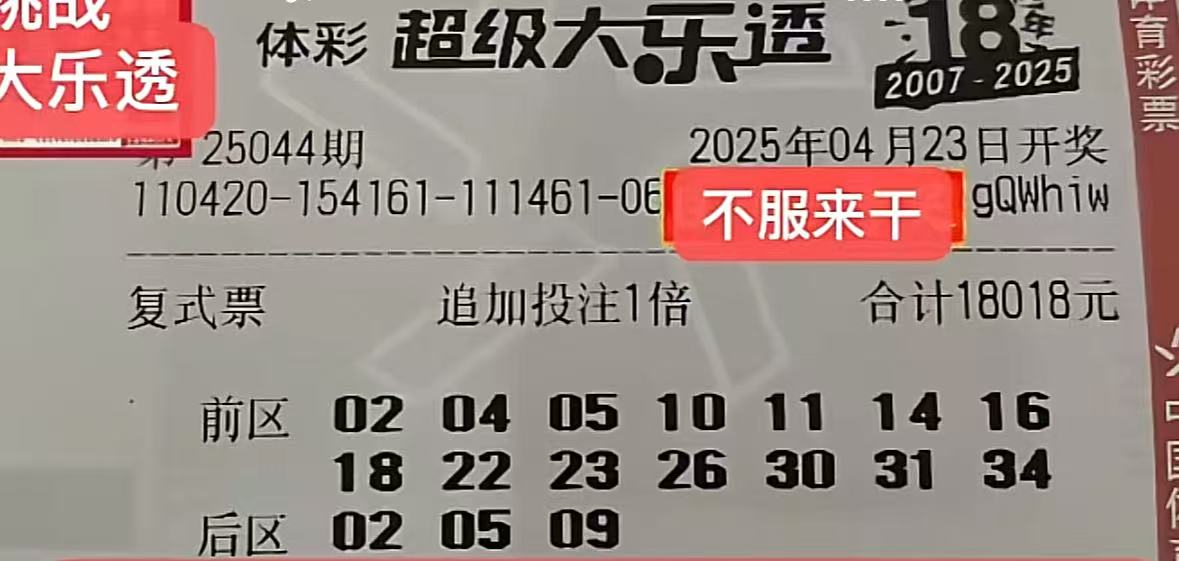 挑战
大乐透
体彩 超级大乐透 18周年
2007-2025
第 25044期 2025年04月23日开奖
110420-154161-111461-06 gQWhiw
不服来干
复式票 追加投注1倍 合计18018元
前区 02 04 05 10 11 14 16
18 22 23 26 30 31 34
后区 02 05 09
体育彩票
中国体育